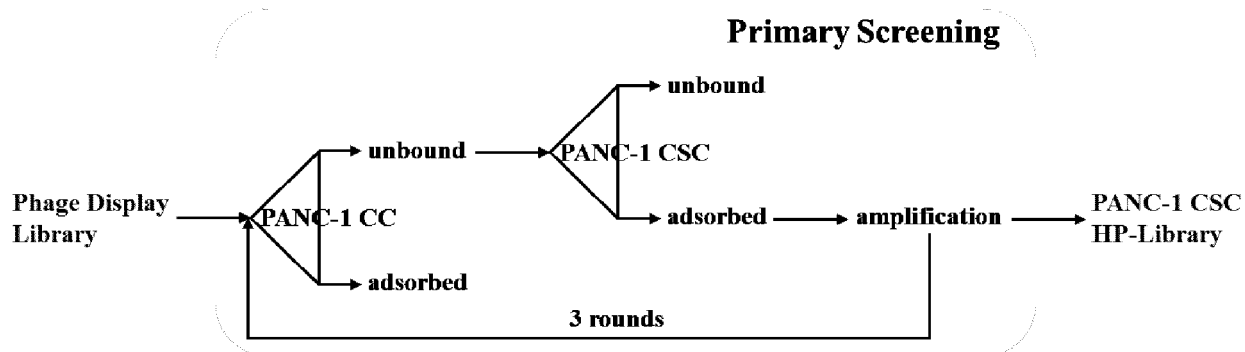 Primary Screening
unbound
unbound
PANC-1 CSC
Phage Display
Library
PANC-1 CC
adsorbed
amplification
PANC-1 CSC
HP-Library
adsorbed
3 rounds